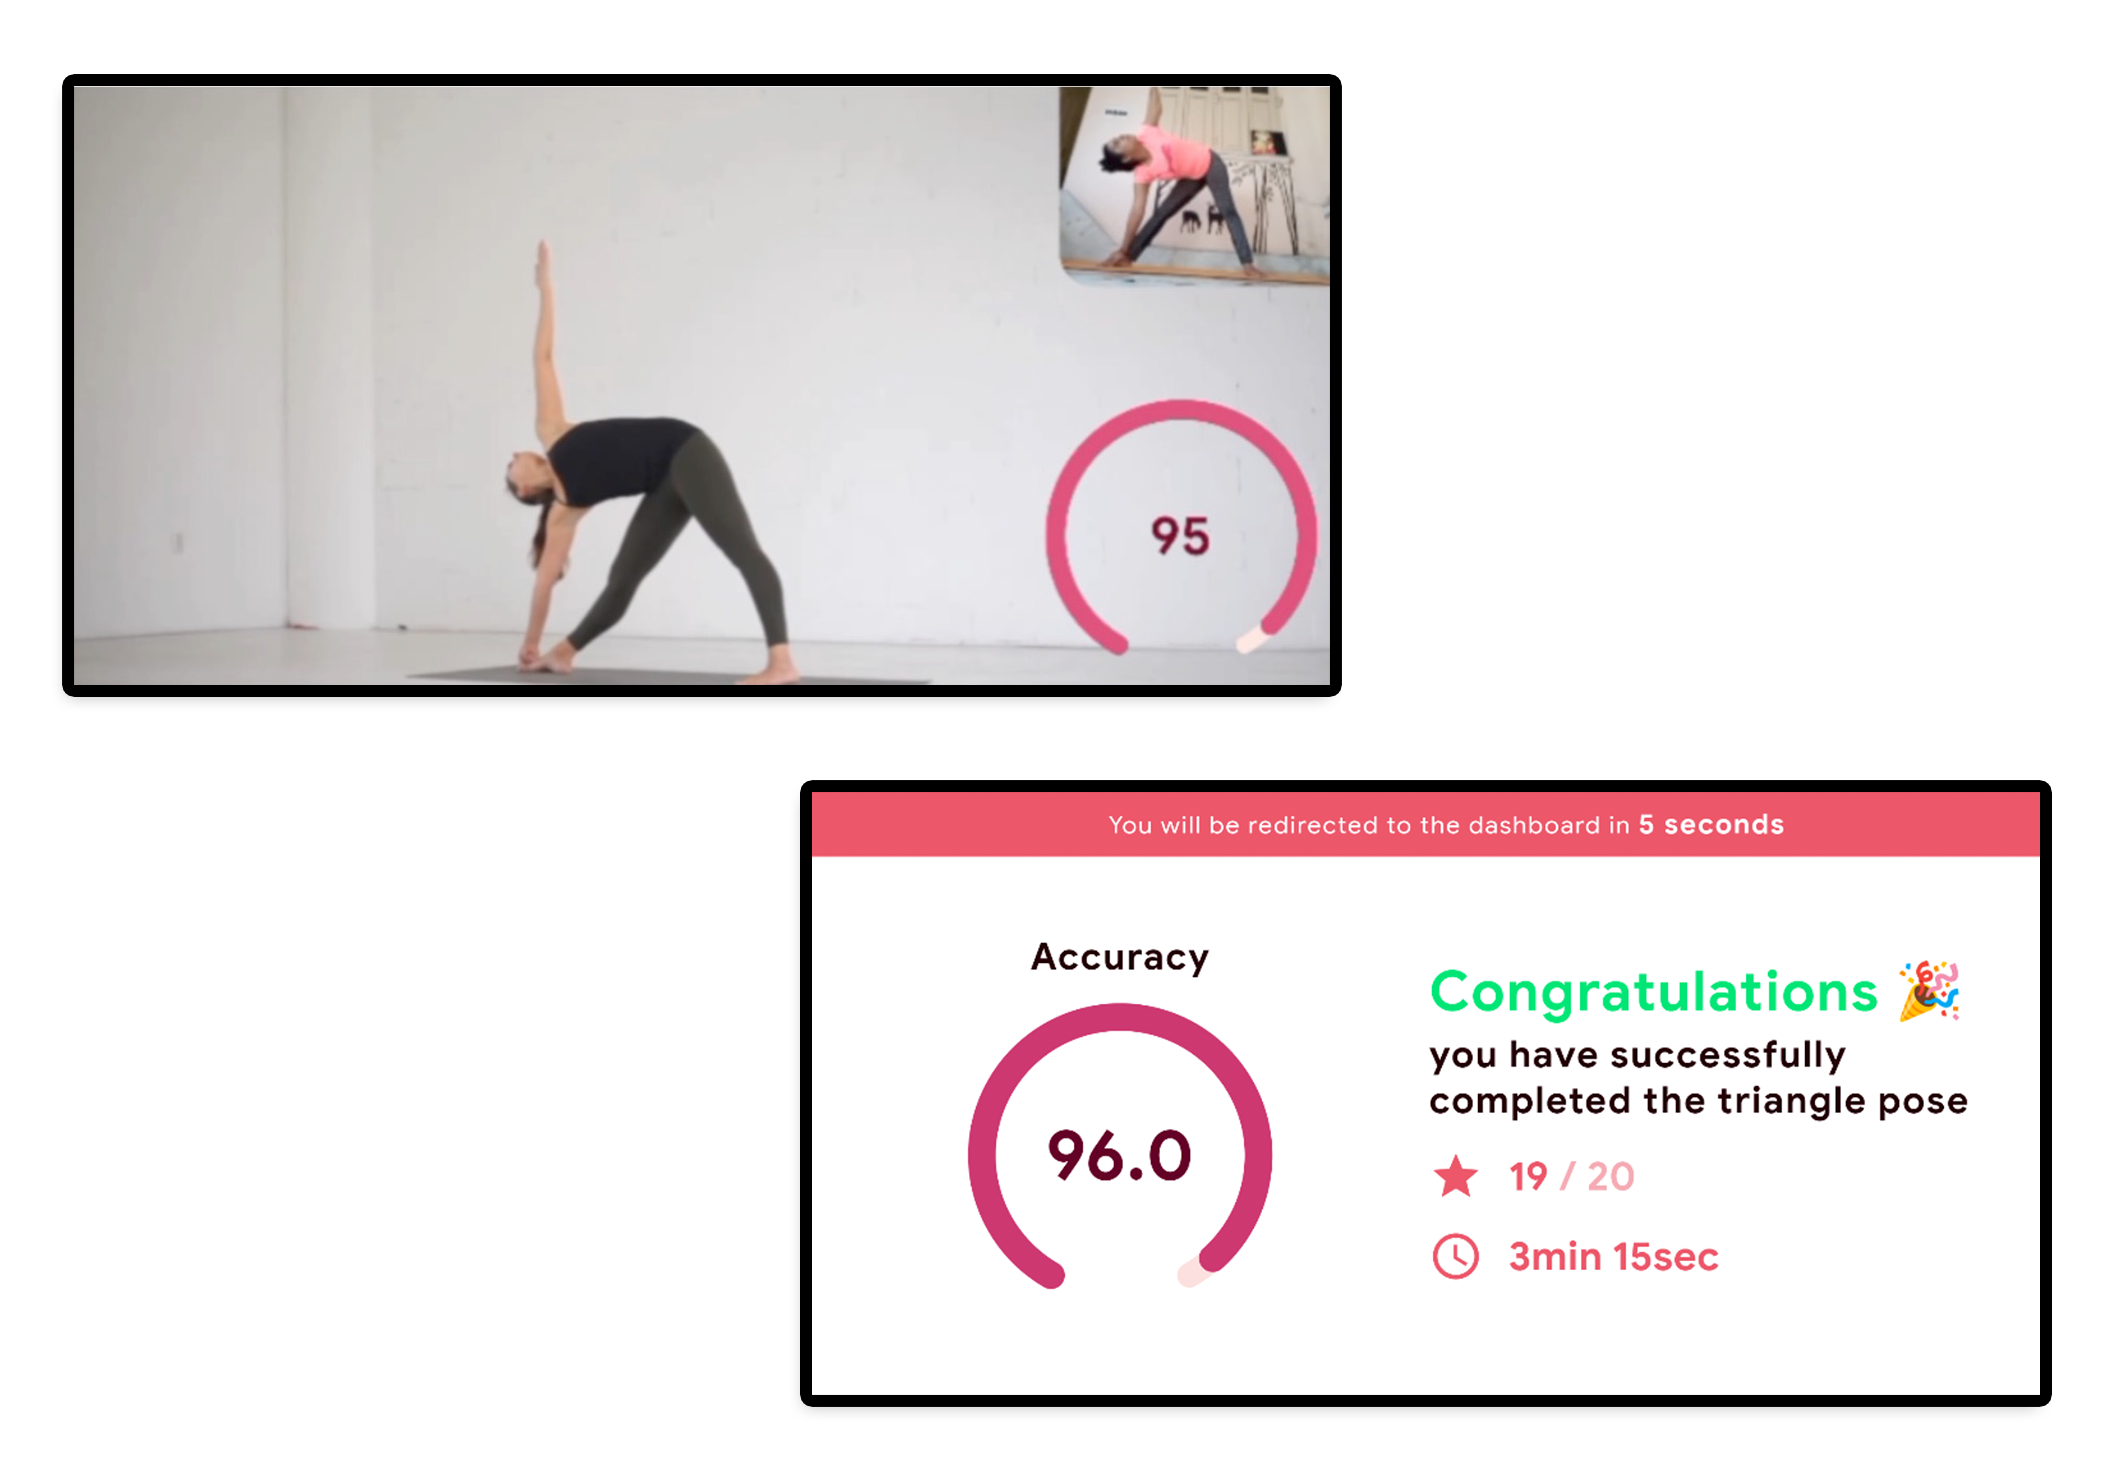 95
You will be redirected to the dashboard in 5 seconds
Accuracy
96.0
Congratulations 🎉
you have successfully
completed the triangle pose
19 / 20
3min 15sec